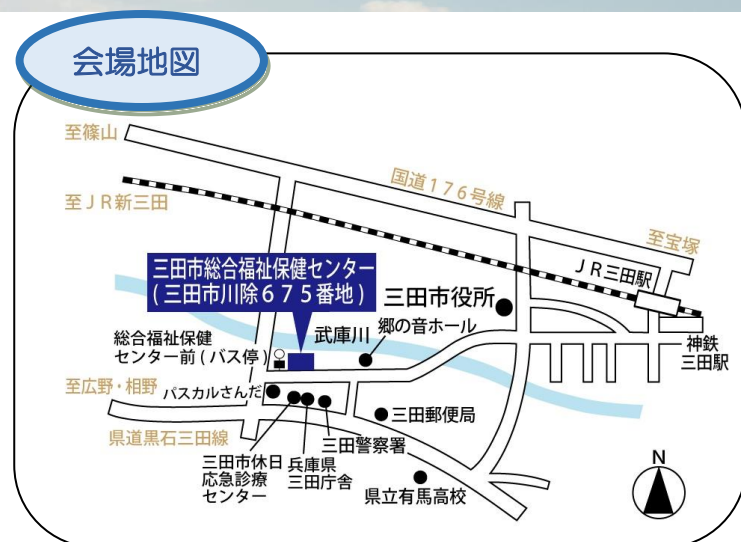 会場地図
至篠山
国道176号線
至JR新三田
至宝塚
JR三田駅
三田市総合福祉保健センター
(三田市川除675番地)
三田市役所
武庫川
郷の音ホール
総合福祉保健
センター前(バス停)
神鉄
三田駅
至広野・相野
パスカルさんだ
三田郵便局
県道黒石三田線
三田警察署
三田市休日
応急診療
センター
兵庫県
三田庁舎
県立有馬高校
N